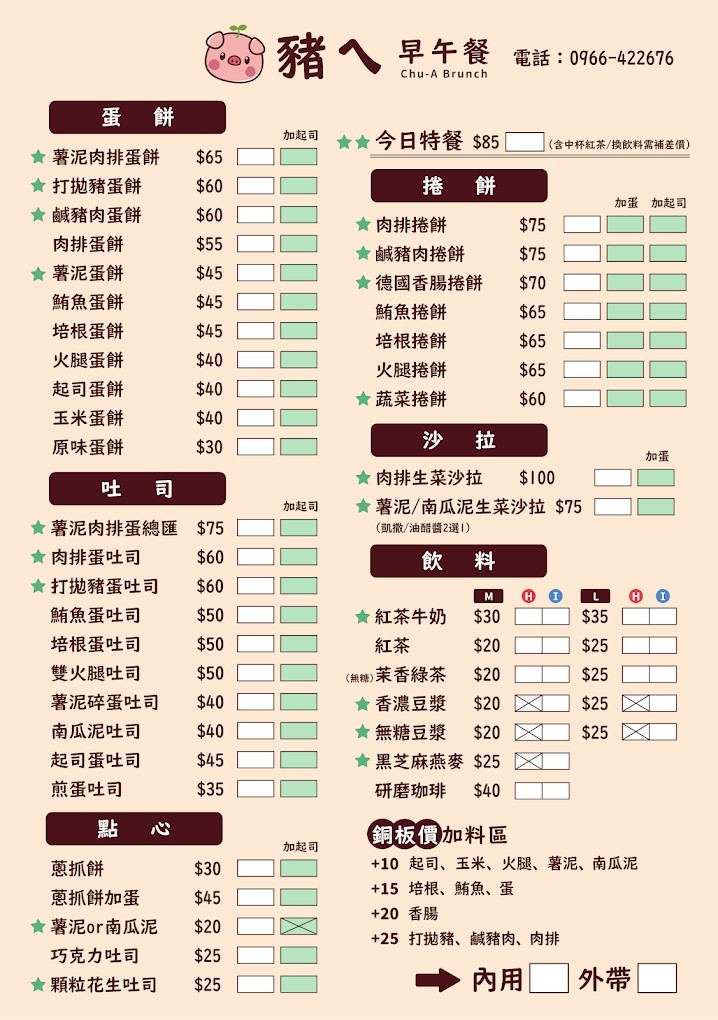 豬ㄟ 早午餐 電話：0966-422676
Chu-A Brunch
蛋 餅
加起司
薯泥肉排蛋餅 $65
打拋豬蛋餅 $60
鹹豬肉蛋餅 $60
肉排蛋餅 $55
薯泥蛋餅 $45
鮪魚蛋餅 $45
培根蛋餅 $45
火腿蛋餅 $40
起司蛋餅 $40
玉米蛋餅 $40
原味蛋餅 $30
吐 司
加起司
薯泥肉排蛋總匯 $75
肉排蛋吐司 $60
打拋豬蛋吐司 $60
鮪魚蛋吐司 $50
培根蛋吐司 $50
雙火腿吐司 $50
薯泥碎蛋吐司 $40
南瓜泥吐司 $40
起司蛋吐司 $45
煎蛋吐司 $35
點 心
加起司
蔥抓餅 $30
蔥抓餅加蛋 $45
薯泥or南瓜泥 $20
巧克力吐司 $25
顆粒花生吐司 $25
今日特餐 $85 (含中杯紅茶/換飲料需補差價)
捲 餅
加蛋 加起司
肉排捲餅 $75
鹹豬肉捲餅 $75
德國香腸捲餅 $70
鮪魚捲餅 $65
培根捲餅 $65
火腿捲餅 $65
蔬菜捲餅 $60
沙 拉
加蛋
肉排生菜沙拉 $100
薯泥/南瓜泥生菜沙拉 $75
(凱撒/油醋醬2選1)
飲 料
M H I L H I
紅茶牛奶 $30 $35
紅茶 $20 $25
(無糖)茉香綠茶 $20 $25
香濃豆漿 $20 $25
無糖豆漿 $20 $25
黑芝麻燕麥 $25
研磨咖琲 $40
銅板價加料區
+10 起司、玉米、火腿、薯泥、南瓜泥
+15 培根、鮪魚、蛋
+20 香腸
+25 打拋豬、鹹豬肉、肉排
內用 外帶